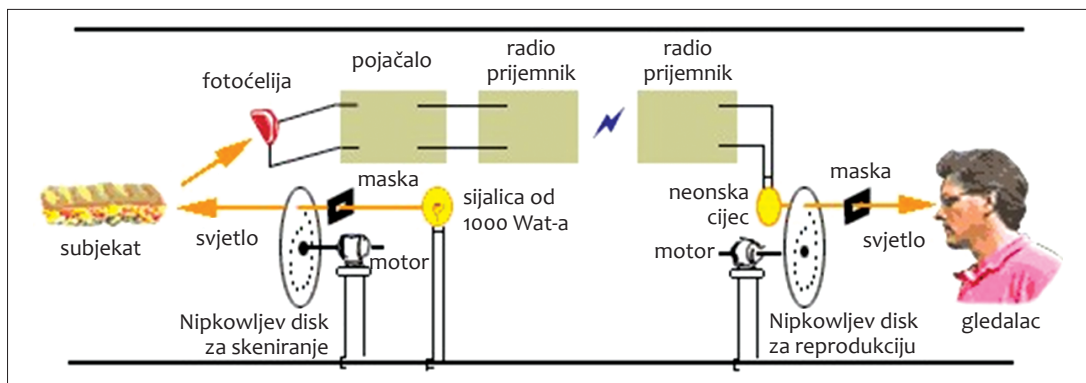 fotoćelija
pojačalo
radio
prijemnik
radio
prijemnik
maska
sijalica od
1000 Wat-a
neonska
cijec
maska
subjekat
svjetlo
motor
motor
svjetlo
gledalac
Nipkowljev disk
za skeniranje
Nipkowljev disk
za reprodukciju